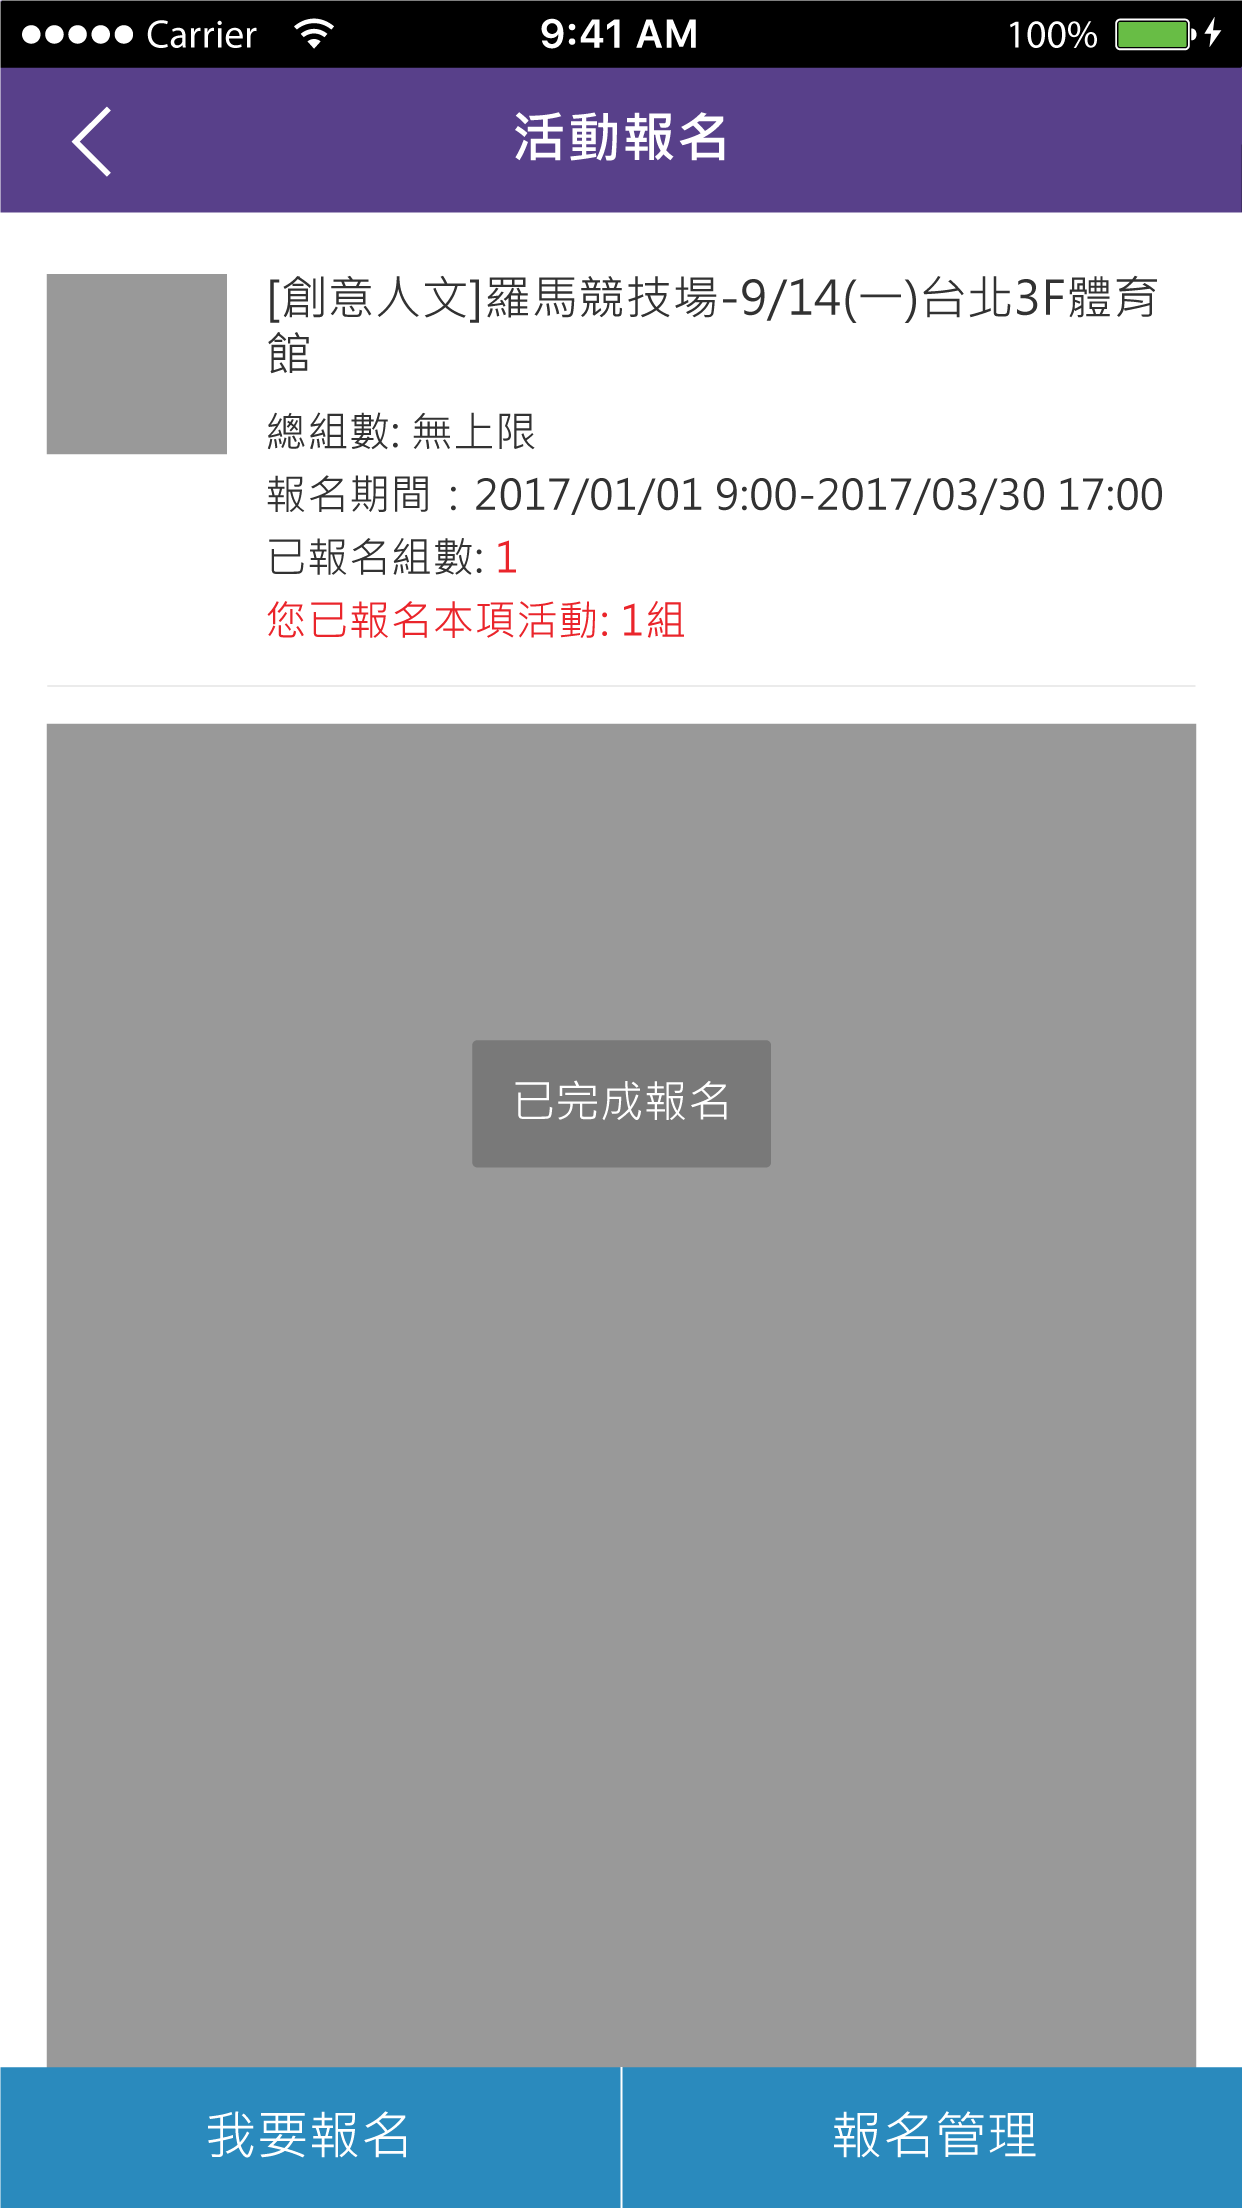 Carrier 9:41 AM 100%
活動報名
[創意人文]羅馬競技場-9/14(一)台北3F體育
館
總組數: 無上限
報名期間：2017/01/01 9:00-2017/03/30 17:00
已報名組數: 1
您已報名本項活動: 1組
已完成報名
我要報名 報名管理